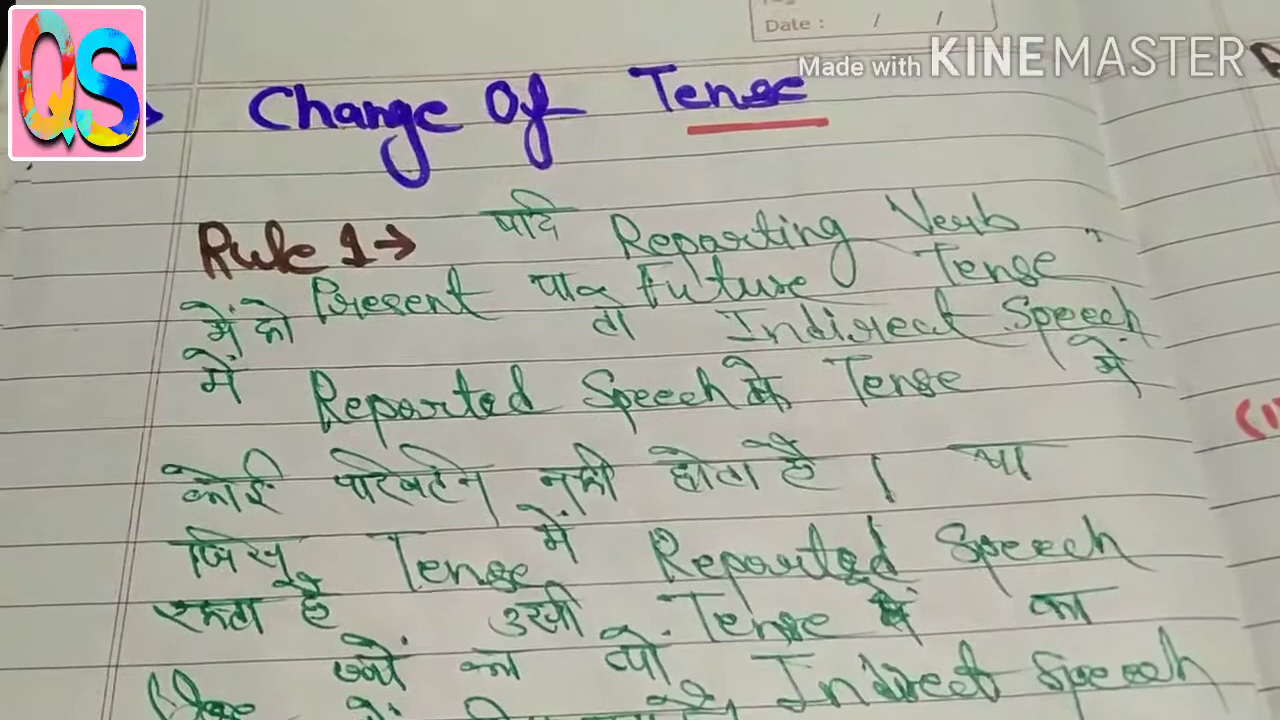 Date : / /
Made with KINEMASTER
QS
Change Of Tense
Rule 1→ यदि Reporting Verb
Present या Future Tense
में हो तो Indirect Speech
में Reported Speech के Tense में
कोई परिवर्तन नही होता है । या
जिस Tense में Reported Speech
रहता है उसी Tense में का
ज्यों का त्यों Indirect Speech